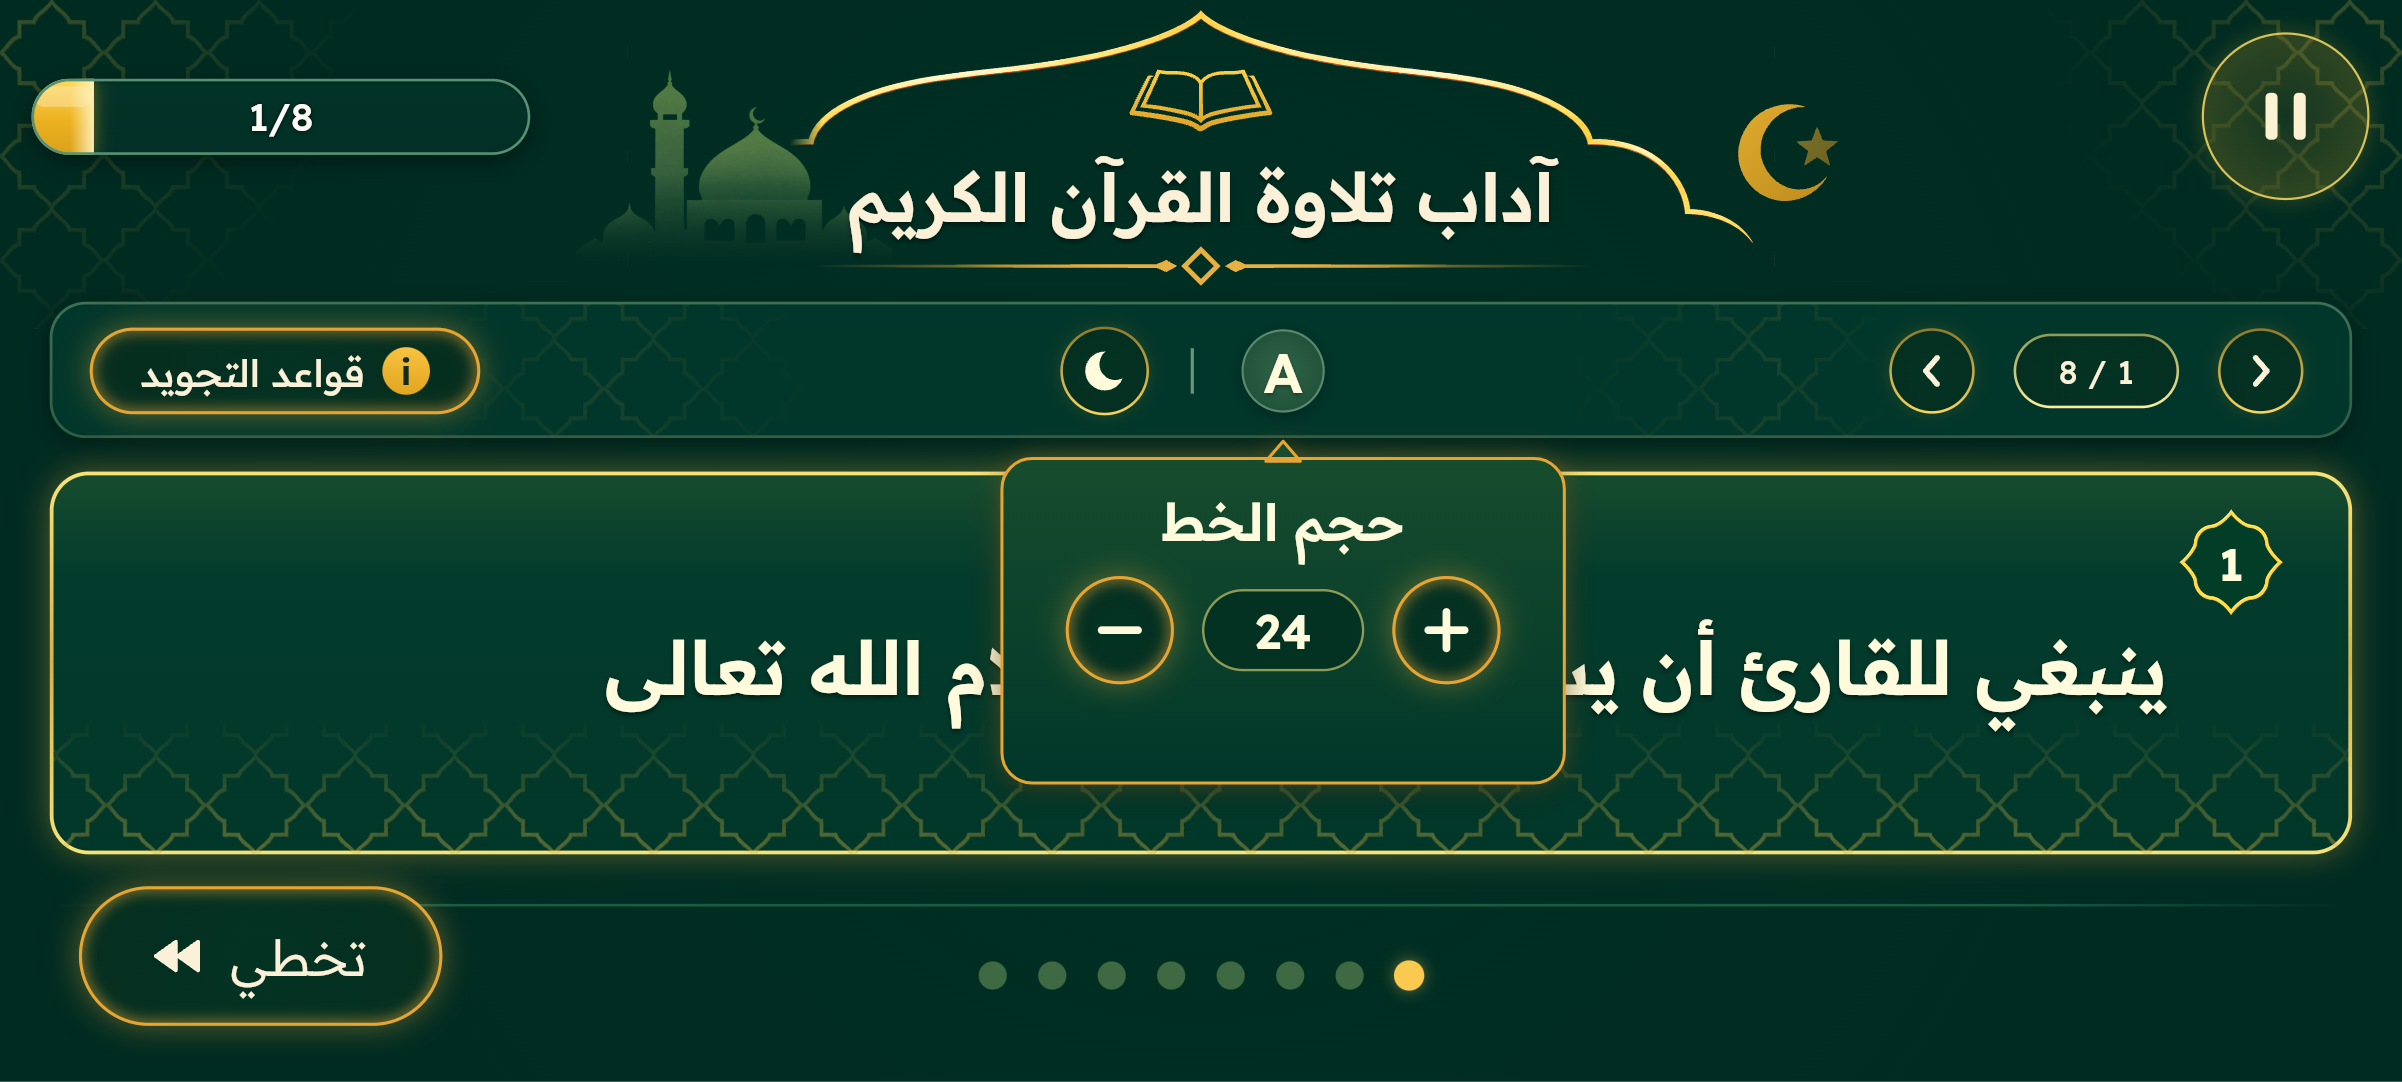 1/8
آداب تلاوة القرآن الكريم
8 / 1
A
قواعد التجويد
i
حجم الخط
24
1
ينبغي للقارئ أن
الله تعالى
تخطي